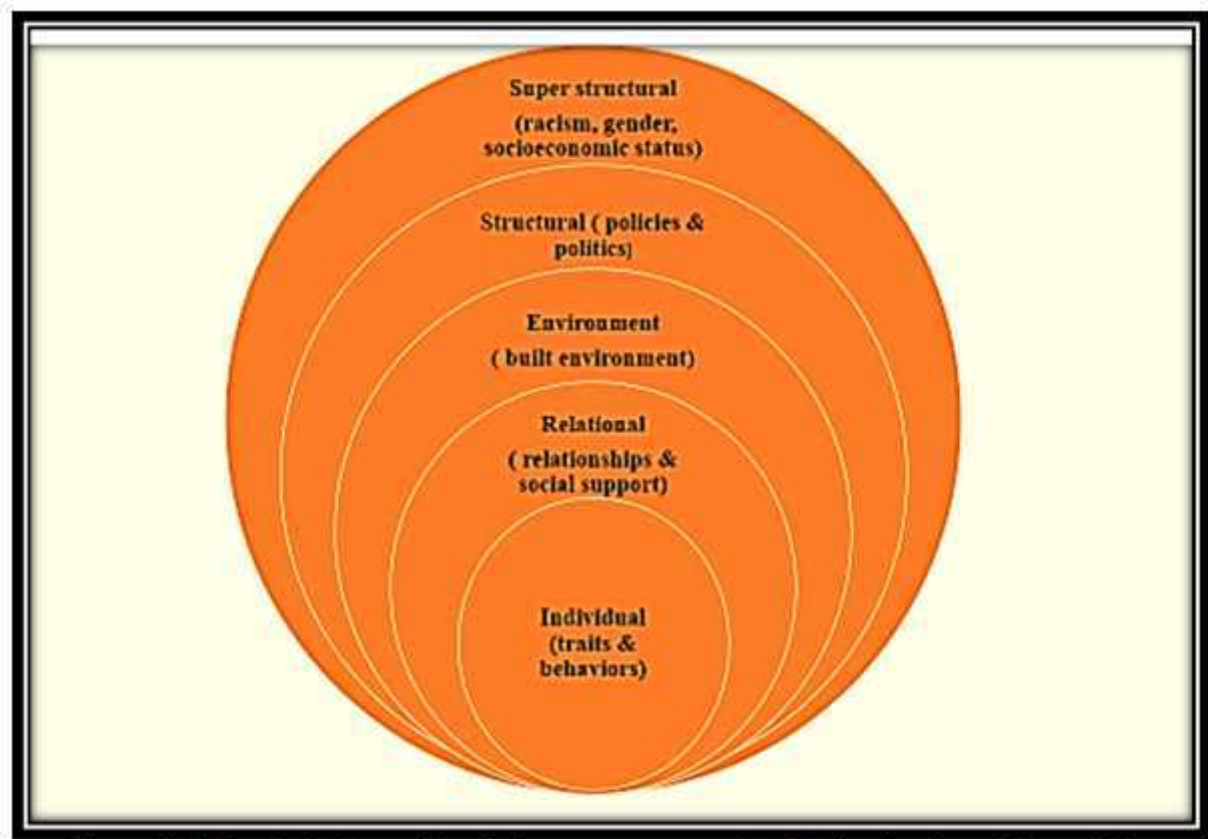 Super structural
(racism, gender,
socioeconomic status)
Structural ( policies &
politics)
Environment
( built environment)
Relational
( relationships &
social support)
Individual
(traits &
behaviors)